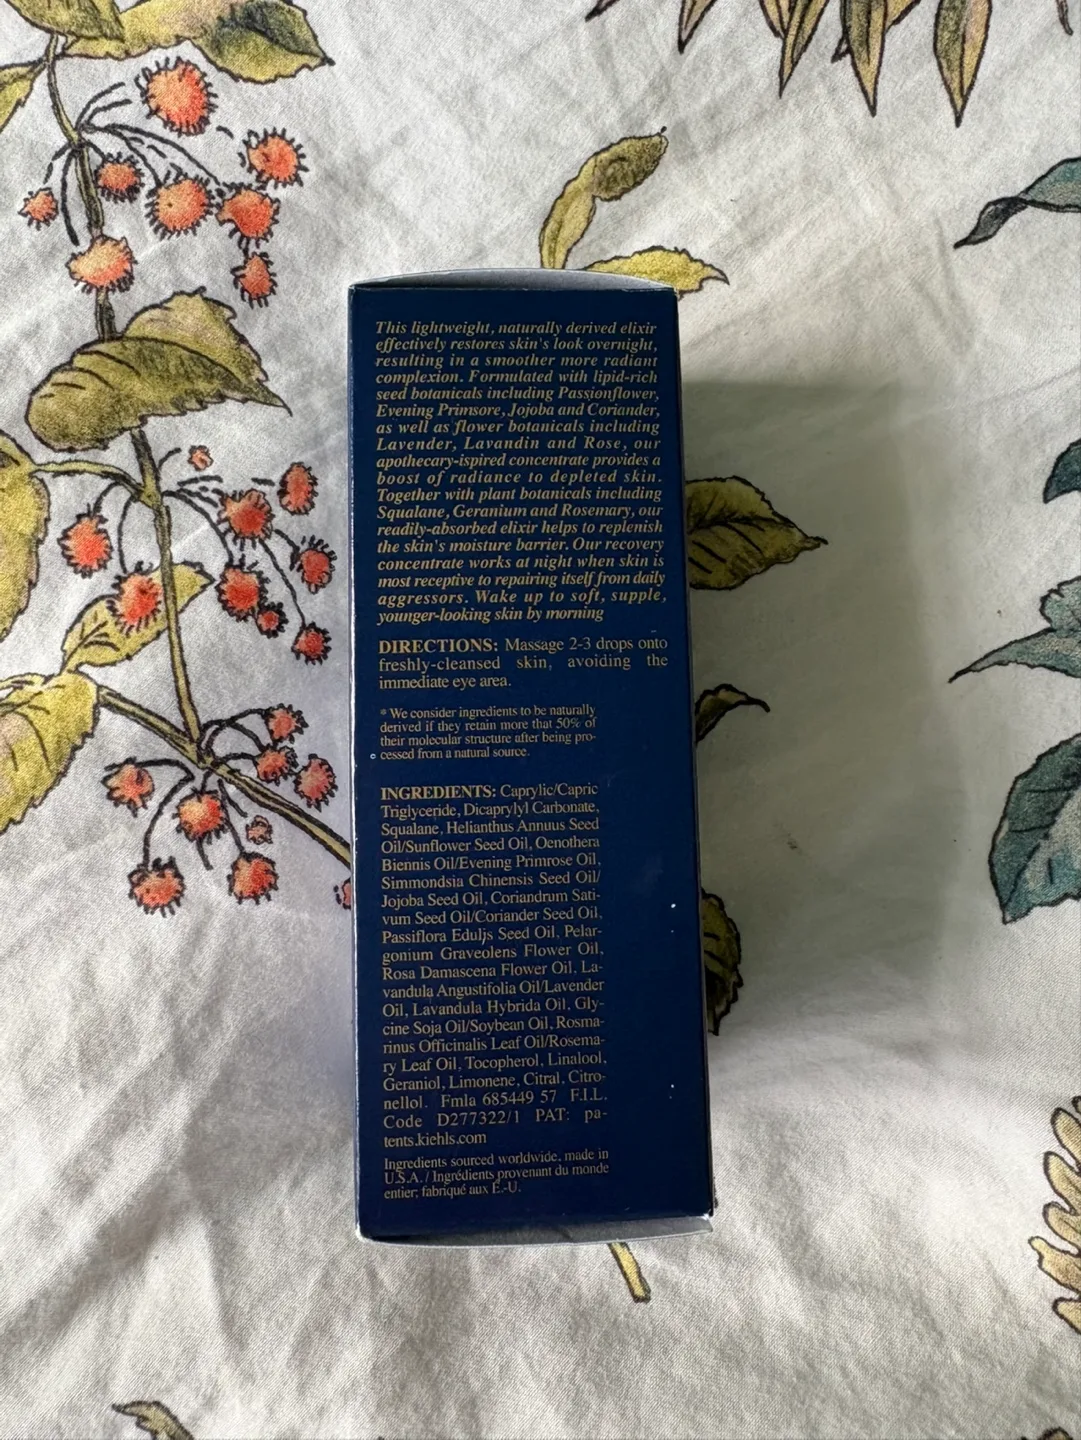 This lightweight, naturally derived elixir
effectively restores skin's look overnight,
resulting in a smoother more radiant
complexion. Formulated with lipid-rich
seed botanicals including Passionflower,
Evening Primsore, Jojoba and Coriander,
as well as flower botanicals including
Lavender, Lavandin and Rose, our
apothecary-ispired concentrate provides a
boost of radiance to depleted skin.
Together with plant botanicals including
Squalane, Geranium and Rosemary, our
readily-absorbed elixir helps to replenish
the skin's moisture barrier. Our recovery
concentrate works at night when skin is
most receptive to repairing itself from daily
aggressors. Wake up to soft, supple,
younger-looking skin by morning
DIRECTIONS: Massage 2-3 drops onto
freshly-cleansed skin, avoiding the
immediate eye area.
* We consider ingredients to be naturally
derived if they retain more that 50% of
their molecular structure after being pro-
cessed from a natural source.
INGREDIENTS: Caprylic/Capric
Triglyceride, Dicaprylyl Carbonate,
Squalane, Helianthus Annuus Seed
Oil/Sunflower Seed Oil, Oenothera
Biennis Oil/Evening Primrose Oil,
Simmondsia Chinensis Seed Oil/
Jojoba Seed Oil, Coriandrum Sati-
vum Seed Oil/Coriander Seed Oil,
Passiflora Eduljs Seed Oil, Pelar-
gonium Graveolens Flower Oil,
Rosa Damascena Flower Oil, La-
vandula Angustifolia Oil/Lavender
Oil, Lavandula Hybrida Oil, Gly-
cine Soja Oil/Soybean Oil, Rosma-
rinus Officinalis Leaf Oil/Rosema-
ry Leaf Oil, Tocopherol, Linalool,
Geraniol, Limonene, Citral, Citro-
nellol. Fmla 685449 57 F.I.L.
Code D277322/1 PAT: pa-
tents.kiehls.com
Ingredients sourced worldwide, made in
U.S.A. / Ingrédients provenant du monde
entier; fabriqué aux É.-U.